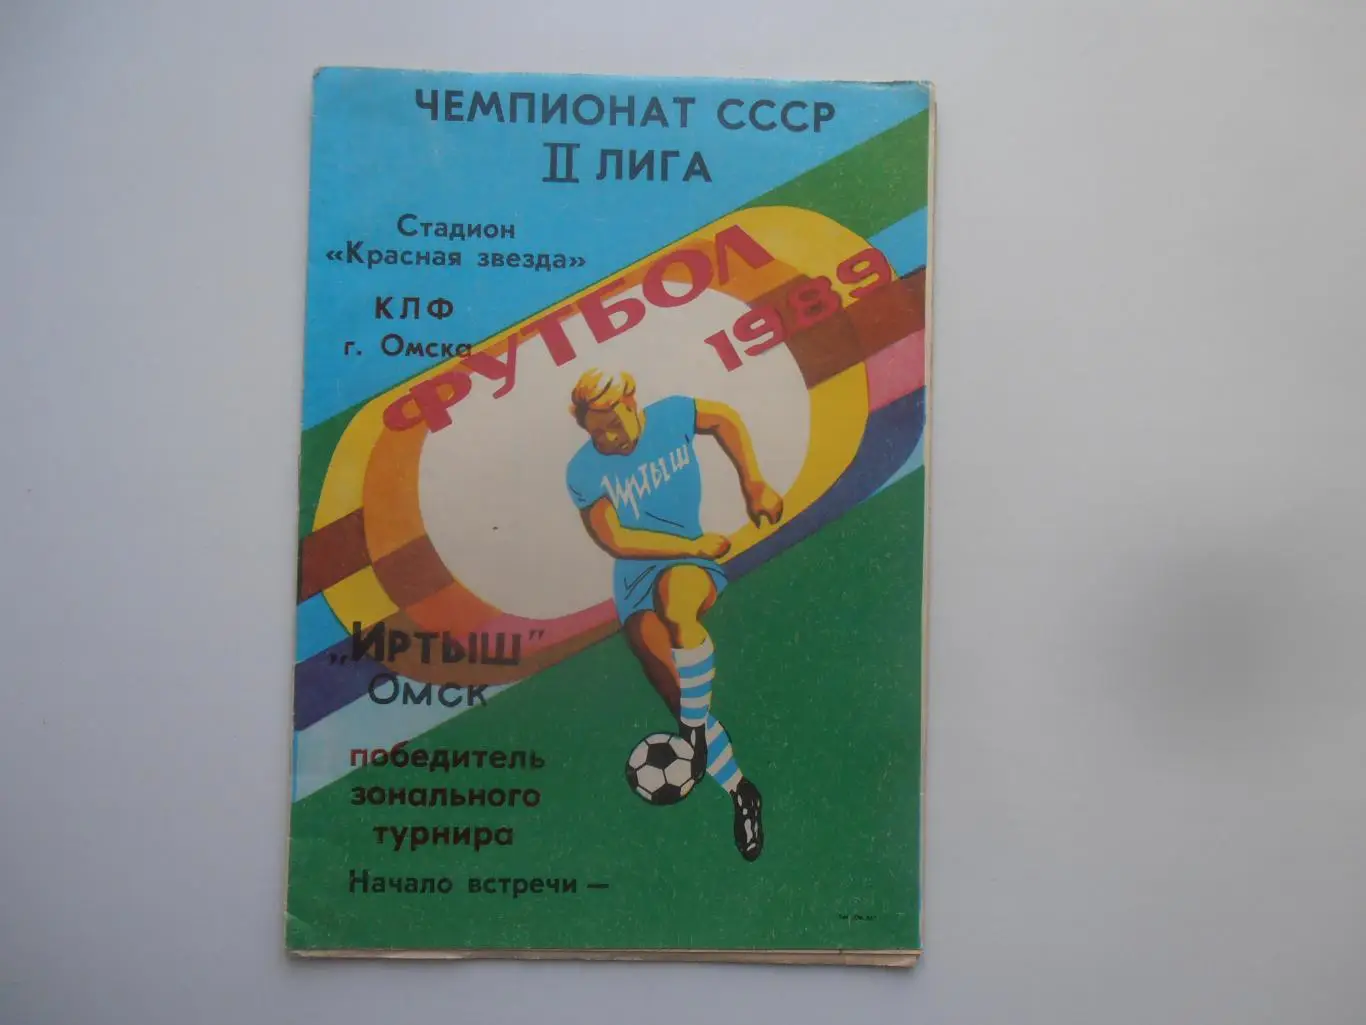 ЧЕМПИОНАТ СССР
II ЛИГА
Стадион
«Красная звезда»
КЛФ
г. Омска
ФУТБОЛ
1989
Иртыш
„ИРТЫШ"
ОМСК
победитель
зонального
турнира
Начало встречи —